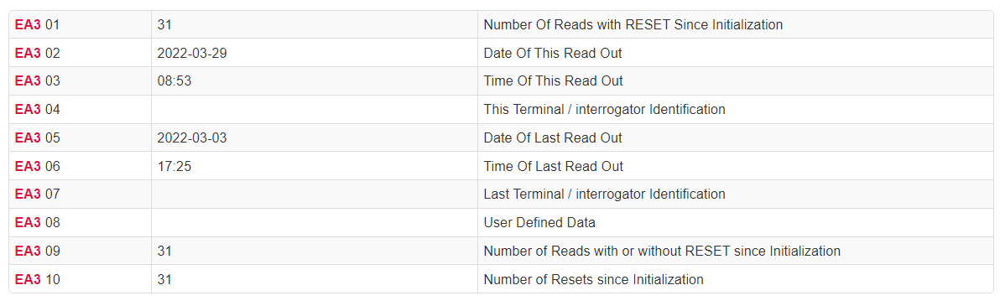 EA3 01 31 Number Of Reads with RESET Since Initialization
EA3 02 2022-03-29 Date Of This Read Out
EA3 03 08:53 Time Of This Read Out
EA3 04 This Terminal / interrogator Identification
EA3 05 2022-03-03 Date Of Last Read Out
EA3 06 17:25 Time Of Last Read Out
EA3 07 Last Terminal / interrogator Identification
EA3 08 User Defined Data
EA3 09 31 Number of Reads with or without RESET since Initialization
EA3 10 31 Number of Resets since Initialization